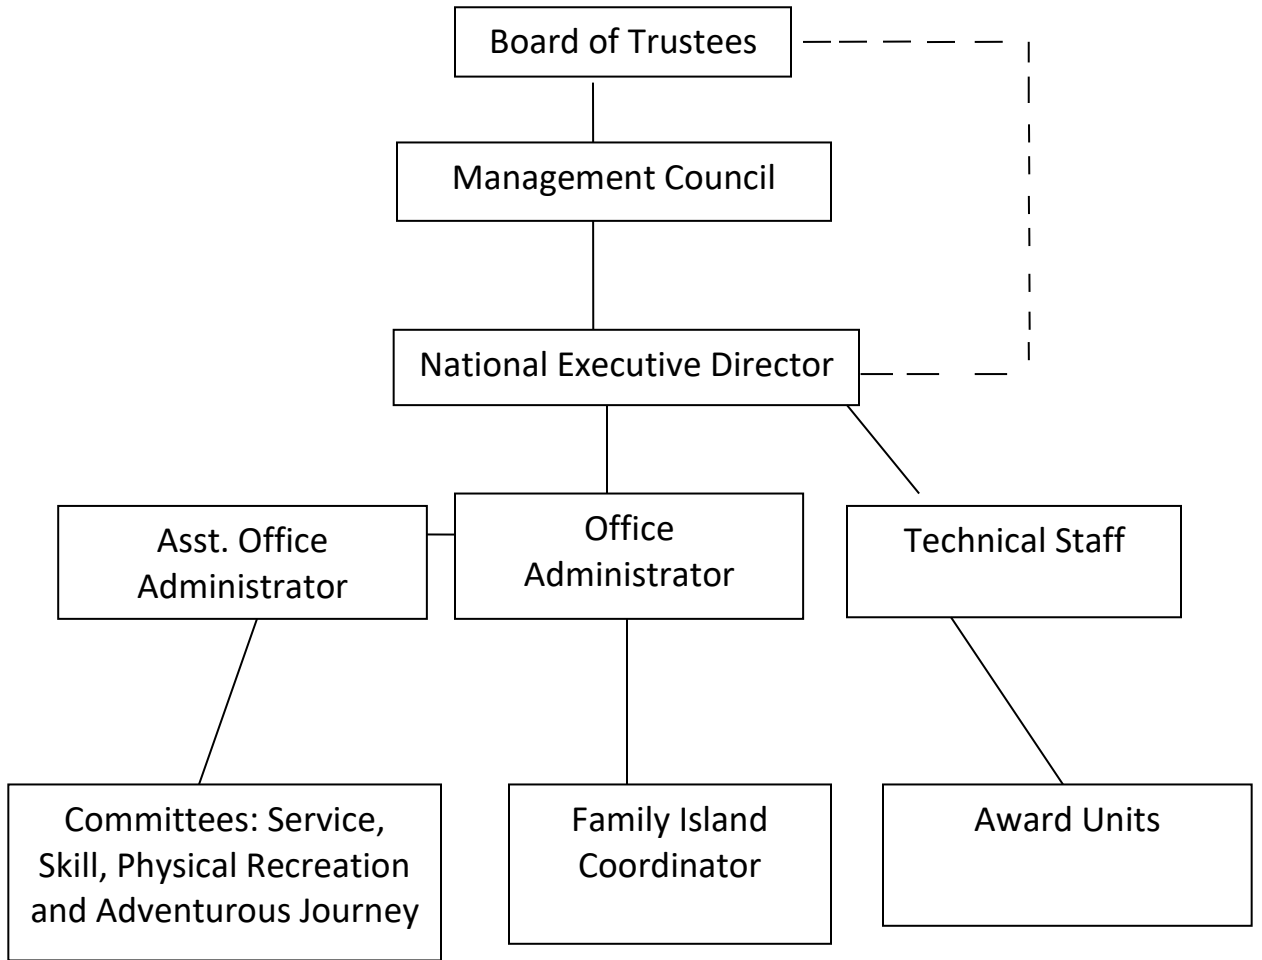 Board of Trustees
Management Council
National Executive Director
Asst. Office
Administrator
Office
Administrator
Technical Staff
Committees: Service,
Skill, Physical Recreation
and Adventurous Journey
Family Island
Coordinator
Award Units